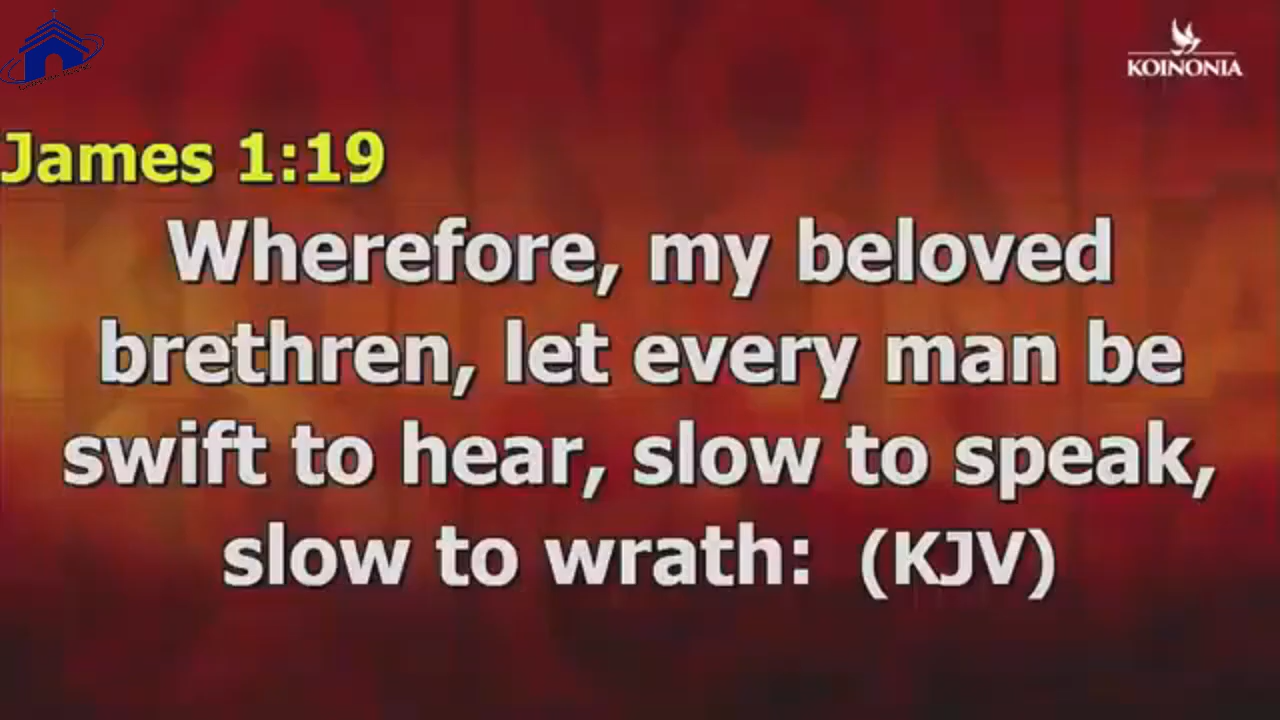 KOINONIA
James 1:19
Wherefore, my beloved
brethren, let every man be
swift to hear, slow to speak,
slow to wrath: (KJV)